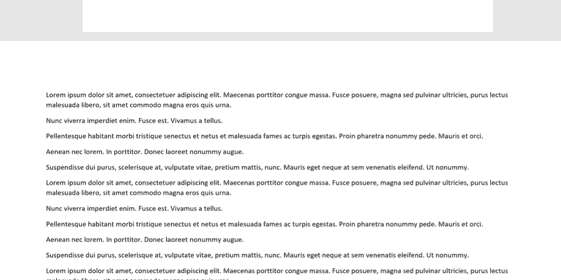 Lorem ipsum dolor sit amet, consectetuer adipiscing elit. Maecenas porttitor congue massa. Fusce posuere, magna sed pulvinar ultricies, purus lectus
malesuada libero, sit amet commodo magna eros quis urna.
Nunc viverra imperdiet enim. Fusce est. Vivamus a tellus.
Pellentesque habitant morbi tristique senectus et netus et malesuada fames ac turpis egestas. Proin pharetra nonummy pede. Mauris et orci.
Aenean nec lorem. In porttitor. Donec laoreet nonummy augue.
Suspendisse dui purus, scelerisque at, vulputate vitae, pretium mattis, nunc. Mauris eget neque at sem venenatis eleifend. Ut nonummy.
Lorem ipsum dolor sit amet, consectetuer adipiscing elit. Maecenas porttitor congue massa. Fusce posuere, magna sed pulvinar ultricies, purus lectus
malesuada libero, sit amet commodo magna eros quis urna.
Nunc viverra imperdiet enim. Fusce est. Vivamus a tellus.
Pellentesque habitant morbi tristique senectus et netus et malesuada fames ac turpis egestas. Proin pharetra nonummy pede. Mauris et orci.
Aenean nec lorem. In porttitor. Donec laoreet nonummy augue.
Suspendisse dui purus, scelerisque at, vulputate vitae, pretium mattis, nunc. Mauris eget neque at sem venenatis eleifend. Ut nonummy.
Lorem ipsum dolor sit amet, consectetuer adipiscing elit. Maecenas porttitor congue massa. Fusce posuere, magna sed pulvinar ultricies, purus lectus